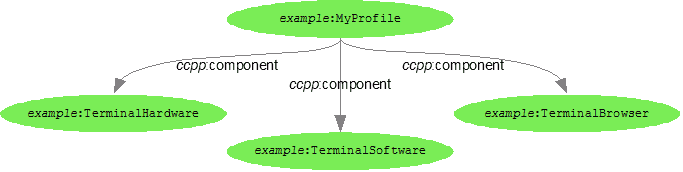 example:MyProfile
ccpp:component
ccpp:component
ccpp:component
example:TerminalHardware
example:TerminalBrowser
example:TerminalSoftware